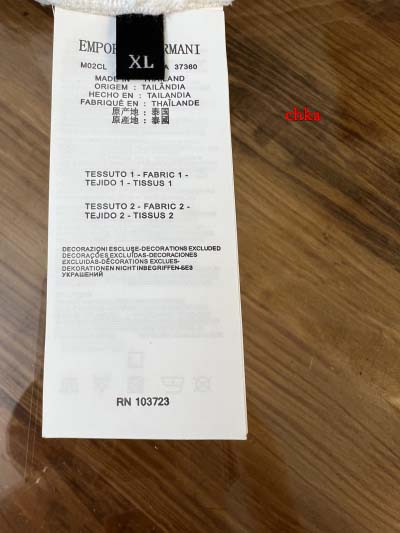 EMPO RMANI
XL
M02CL A 37360
MADE IN THAILAND
ORIGEM : TAILÂNDIA
HECHO EN : TAILANDIA
FABRIQUÉ EN : THAÏLANDE
原产地: 泰国
原產地: 泰國
chka
TESSUTO 1 - FABRIC 1 -
TEJIDO 1 - TISSUS 1
TESSUTO 2 - FABRIC 2 -
TEJIDO 2 - TISSUS 2
DECORAZIONI ESCLUSE-DECORATIONS EXCLUDED
DECORAÇÕES EXCLUÍDAS-DECORACIONES
EXCLUIDAS-DÉCORATIONS EXCLUES-
DEKORATIONEN NICHT INBEGRIFFEN-БЕЗ
УКРАШЕНИЙ
RN 103723